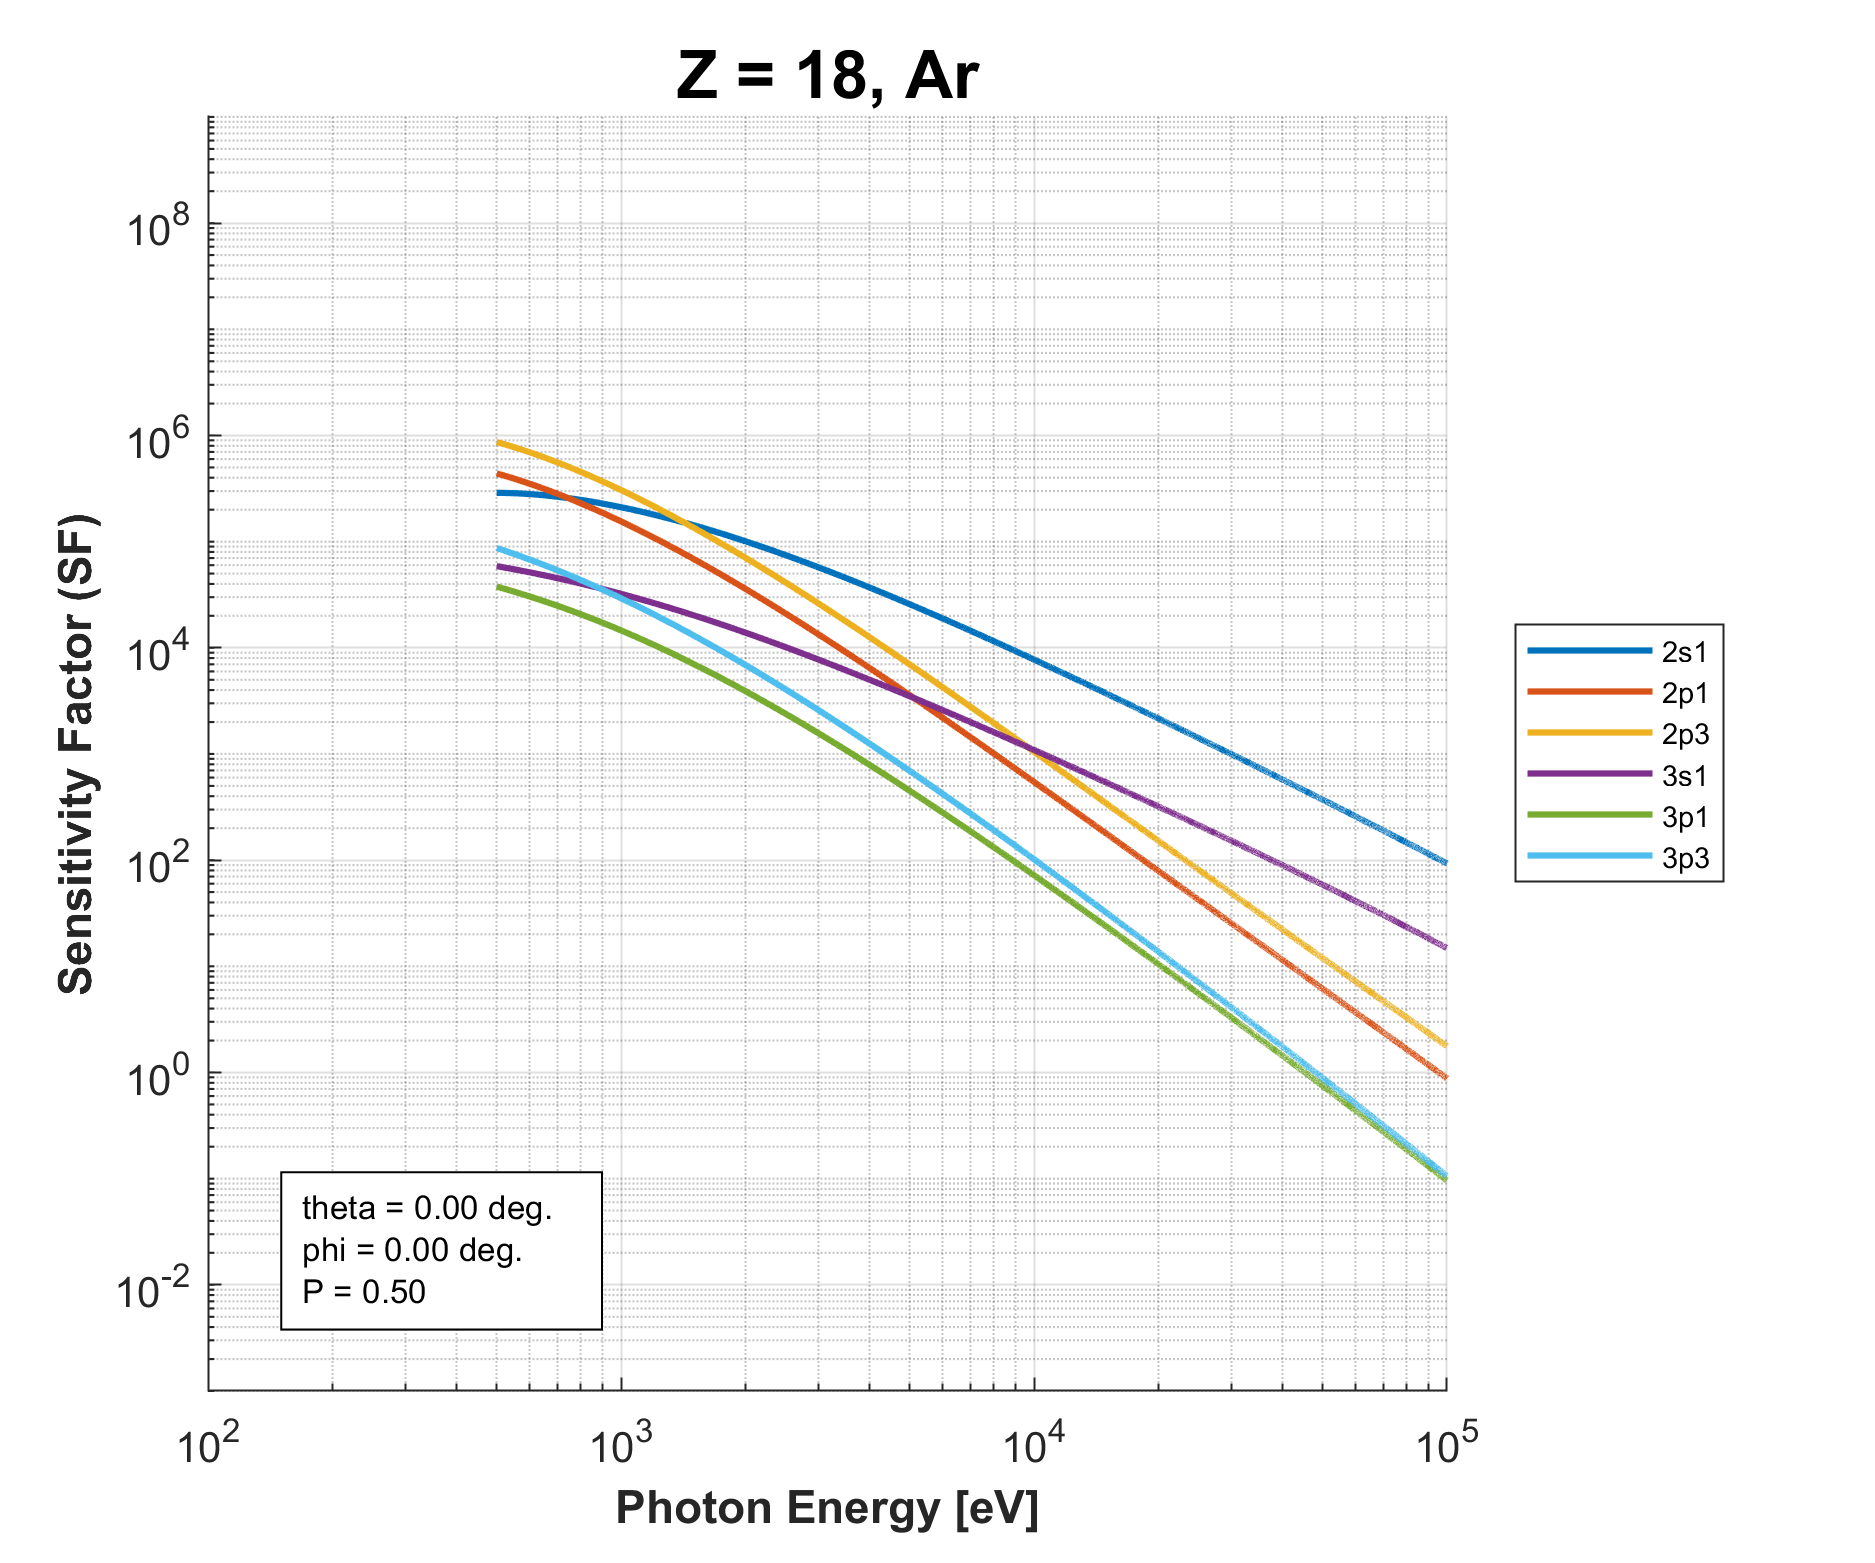 Z = 18, Ar
Sensitivity Factor (SF)
10^8
10^6
10^4
10^2
10^0
10^-2
10^2
10^3
10^4
10^5
Photon Energy [eV]
theta = 0.00 deg.
phi = 0.00 deg.
P = 0.50
2s1
2p1
2p3
3s1
3p1
3p3